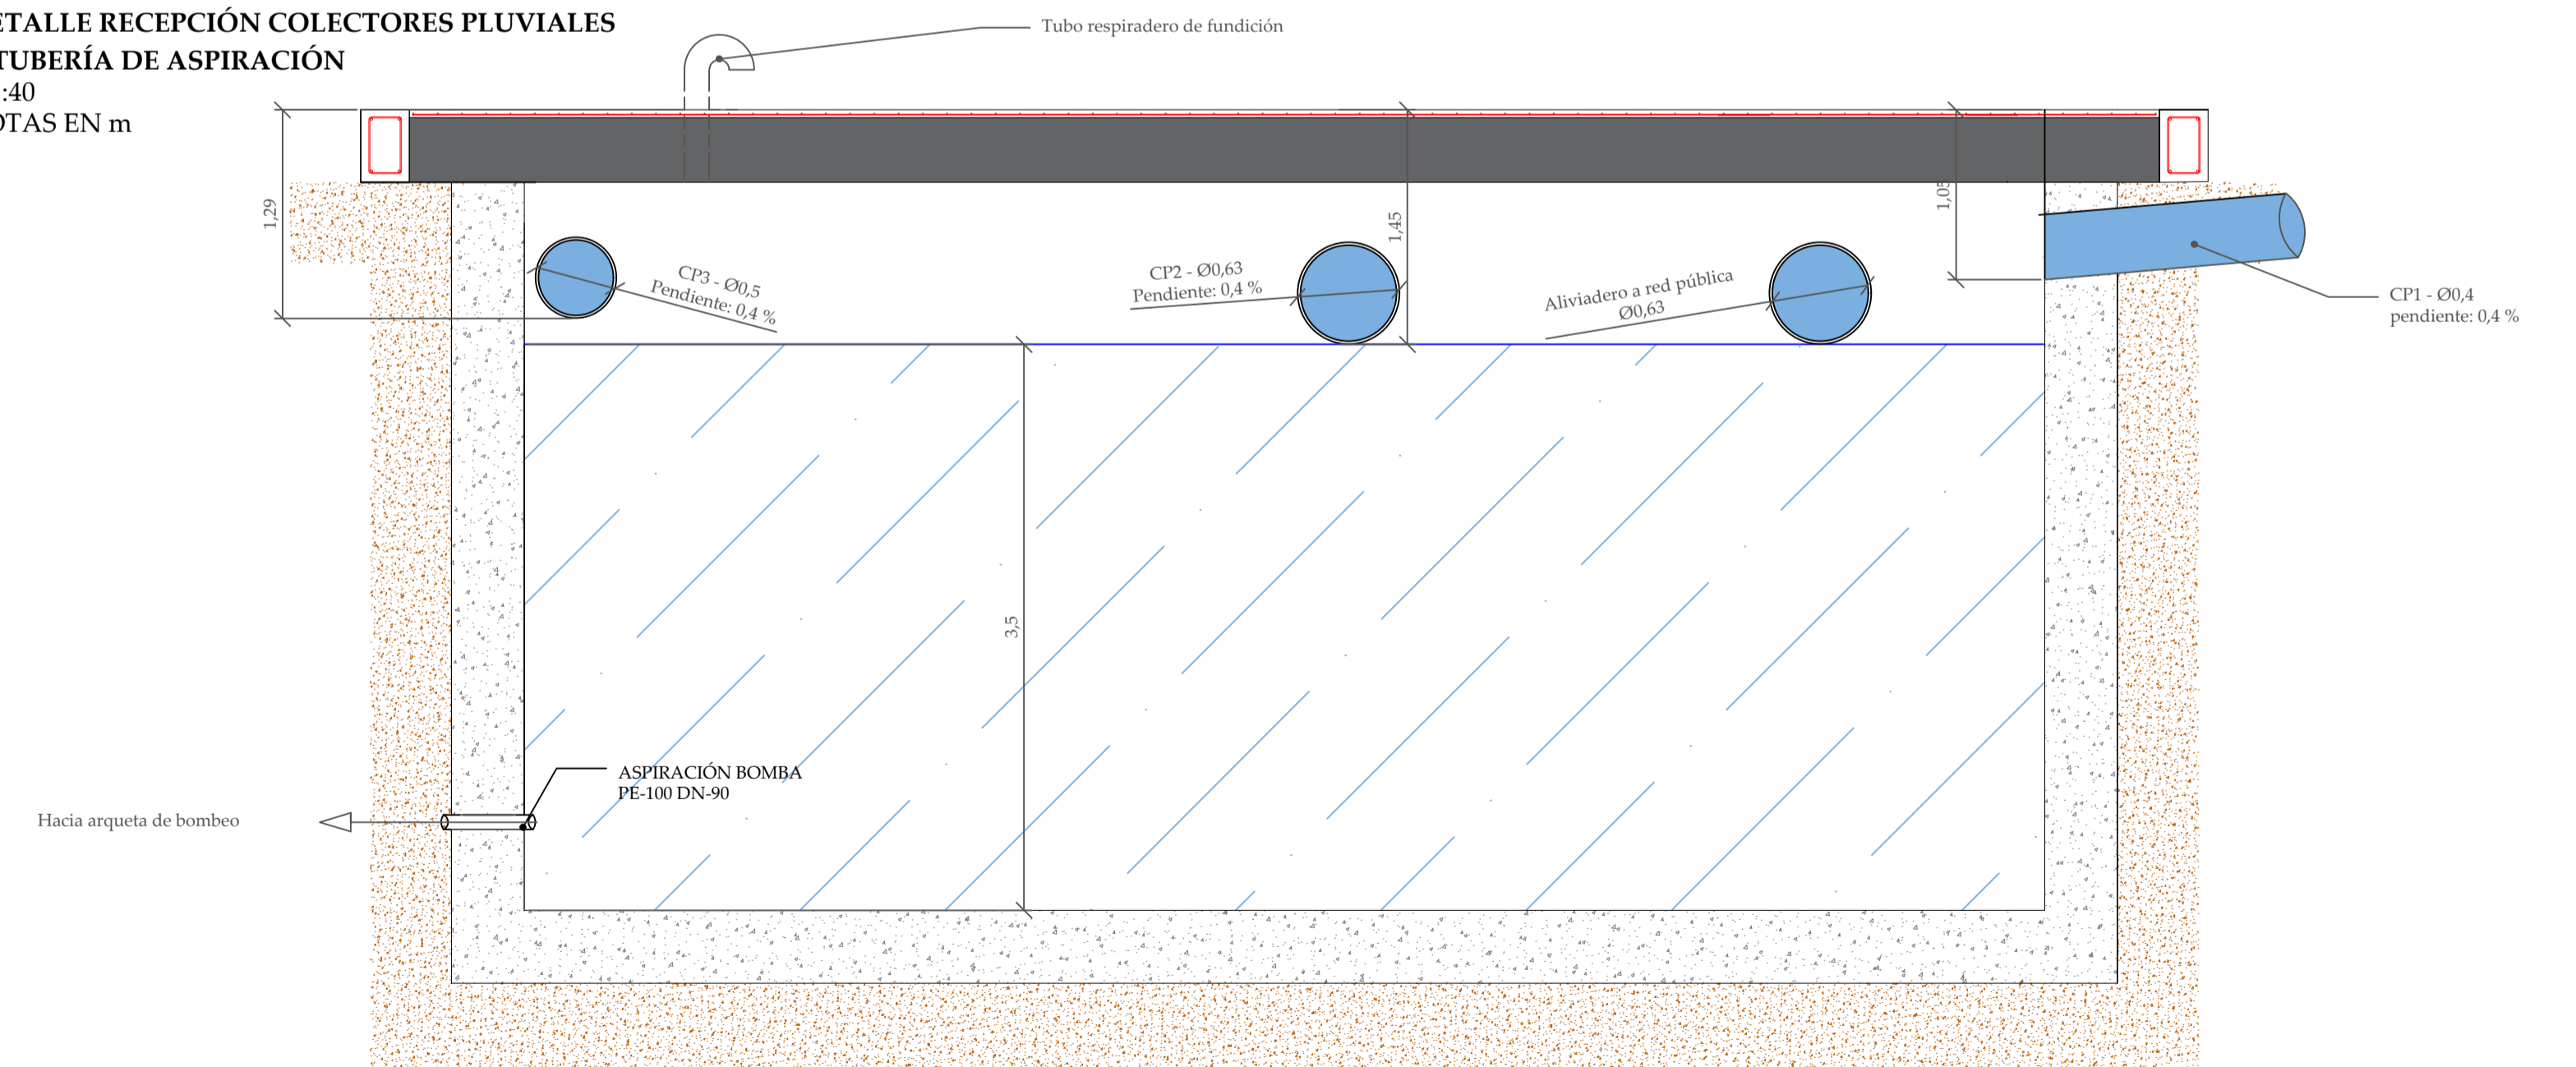 ETALLE RECEPCIÓN COLECTORES PLUVIALES
TUBERÍA DE ASPIRACIÓN
:40
OTAS EN m
Tubo respiradero de fundición
1,29
1,45
1,05
CP3 - Ø0,5
Pendiente: 0,4 %
CP2 - Ø0,63
Pendiente: 0,4 %
Aliviadero a red pública
Ø0,63
CP1 - Ø0,4
pendiente: 0,4 %
3,5
ASPIRACIÓN BOMBA
PE-100 DN-90
Hacia arqueta de bombeo